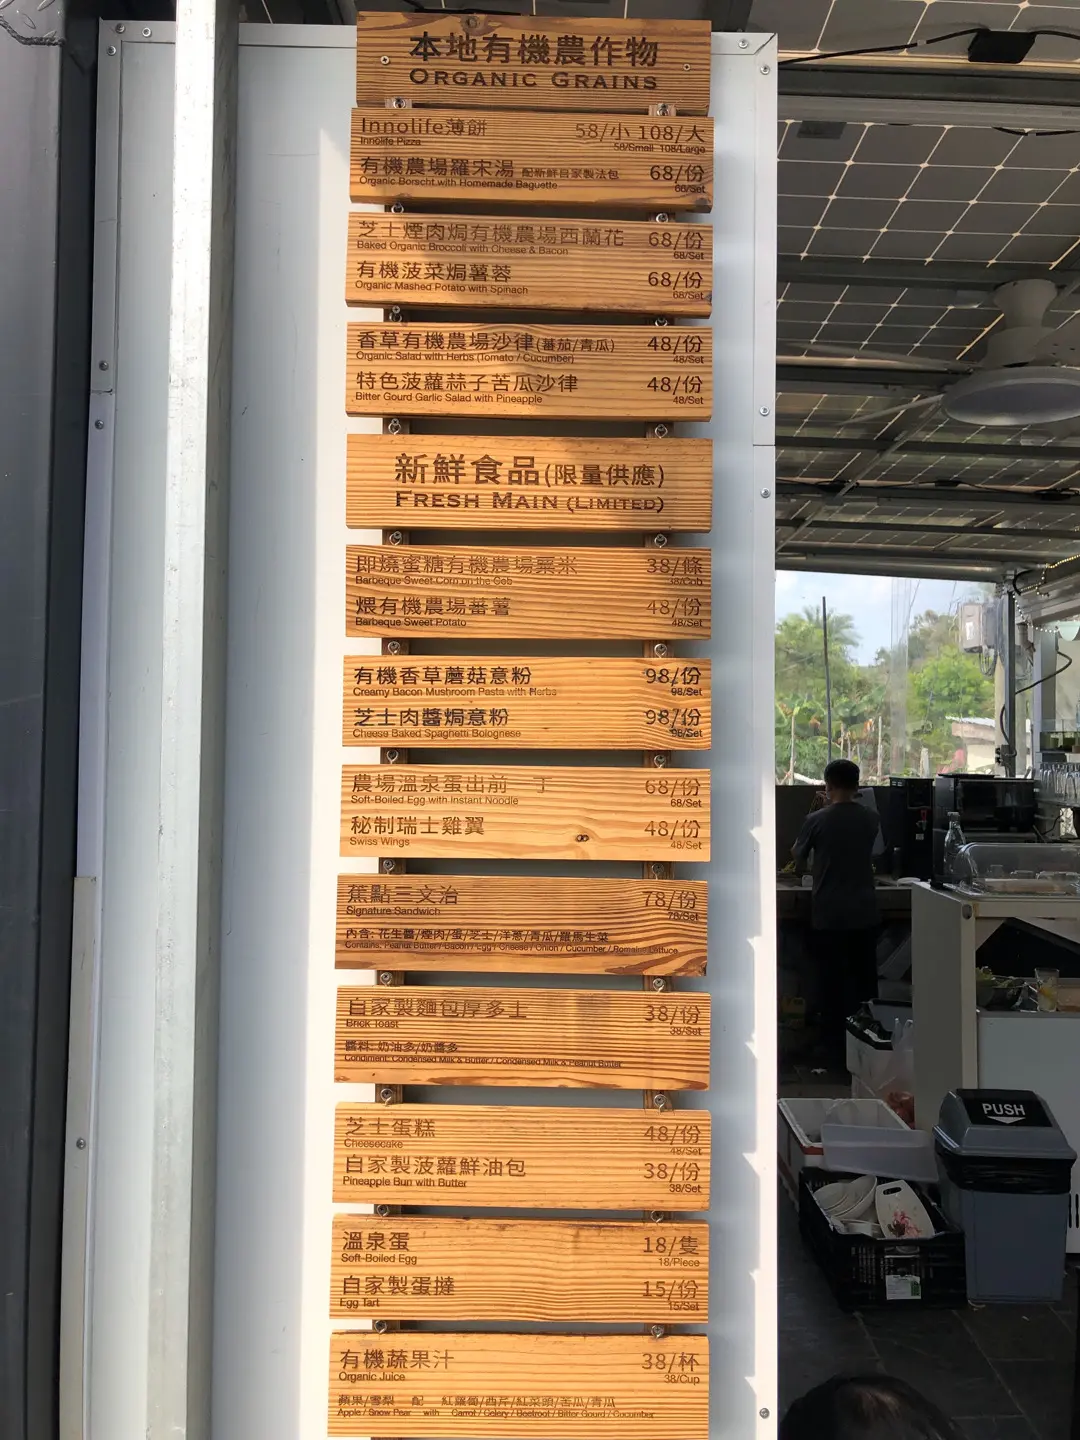 本地有機農作物
ORGANIC GRAINS
Innolife薄餅 58/小 108/大
Innolife Pizza 58/Small 108/Large
有機農場羅宋湯 配新鮮自家製法包 68/份
Organic Borscht with Homemade Baguette 68/Set
芝士煙肉焗有機農場西蘭花 68/份
Baked Organic Broccoli with Cheese & Bacon 68/Set
有機菠菜焗薯蓉 68/份
Organic Mashed Potato with Spinach 68/Set
香草有機農場沙律(蕃茄/青瓜) 48/份
Organic Salad with Herbs (Tomato / Cucumber) 48/Set
特色菠蘿蒜子苦瓜沙律 48/份
Bitter Gourd Garlic Salad with Pineapple 48/Set
新鮮食品(限量供應)
FRESH MAIN (LIMITED)
即燒蜜糖有機農場粟米 38/條
Barbeque Sweet Corn on the Cob 38/Cob
煨有機農場蕃薯 48/份
Barbeque Sweet Potato 48/Set
有機香草蘑菇意粉 98/份
Creamy Bacon Mushroom Pasta with Herbs 98/Set
芝士肉醬焗意粉 98/份
Cheese Baked Spaghetti Bolognese 98/Set
農場溫泉蛋出前一丁 68/份
Soft-Boiled Egg with Instant Noodle 68/Set
秘制瑞士雞翼 48/份
Swiss Wings 48/Set
蕉點三文治 78/份
Signature Sandwich 78/Set
內含: 花生醬/煙肉/蛋/芝士/洋葱/青瓜/羅馬生菜
Contains: Peanut Butter / Bacon / Egg / Cheese / Onion / Cucumber / Romaine Lettuce
自家製麵包厚多士 38/份
Brick Toast 38/Set
醬料: 奶油多/奶醬多
Condiment: Condensed Milk & Butter / Condensed Milk & Peanut Butter
芝士蛋糕 48/份
Cheesecake 48/Set
自家製菠蘿鮮油包 38/份
Pineapple Bun with Butter 38/Set
溫泉蛋 18/隻
Soft-Boiled Egg 18/Piece
自家製蛋撻 15/份
Egg Tart 15/Set
有機蔬果汁 38/杯
Organic Juice 38/Cup
蘋果/雪梨 配 紅蘿蔔/西芹/紅菜頭/苦瓜/青瓜
Apple / Snow Pear with Carrot / Celery / Beetroot / Bitter Gourd / Cucumber
PUSH